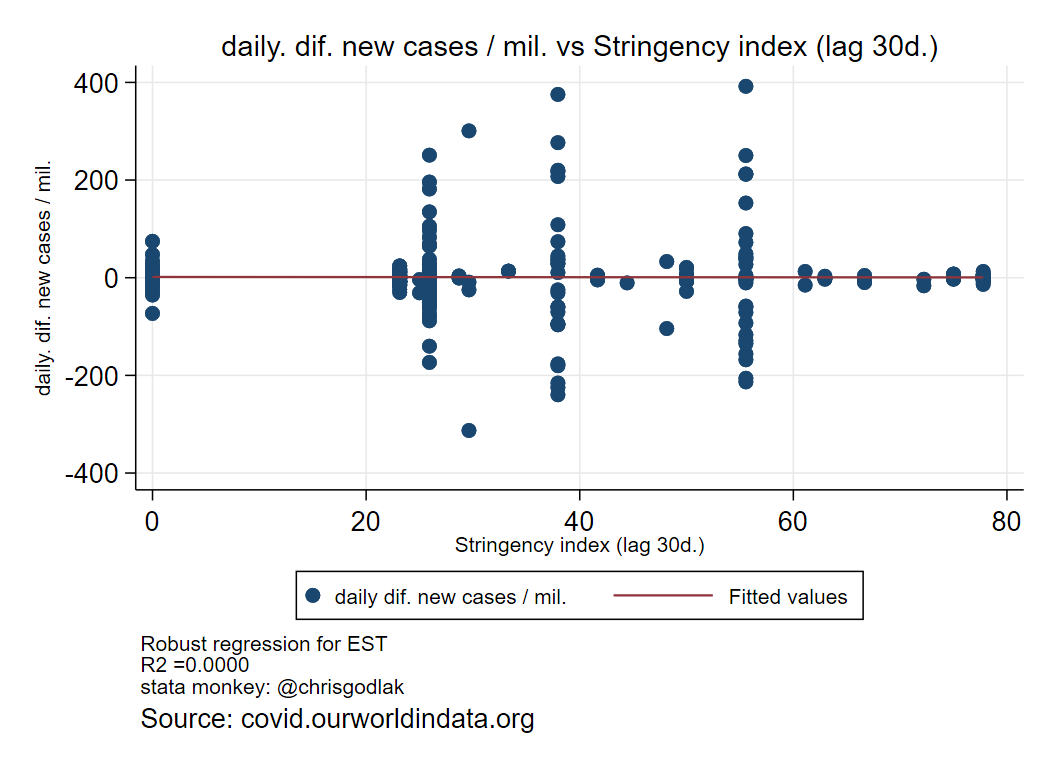 daily. dif. new cases / mil. vs Stringency index (lag 30d.)
daily. dif. new cases / mil.
400
200
0
-200
-400
0 20 40 60 80
Stringency index (lag 30d.)
daily dif. new cases / mil. Fitted values
Robust regression for EST
R2 =0.0000
stata monkey: @chrisgodlak
Source: covid.ourworldindata.org